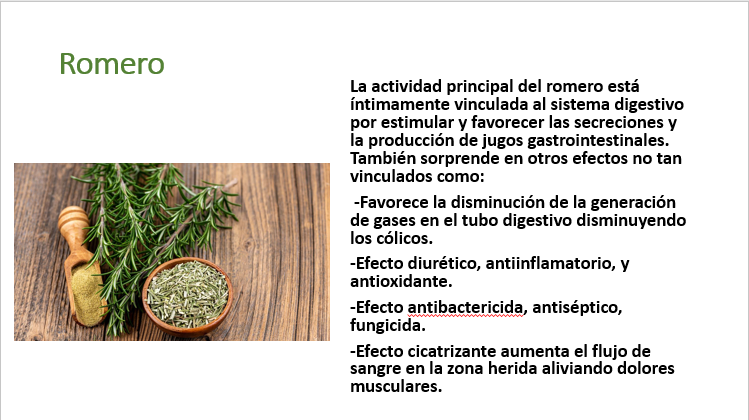 Romero
La actividad principal del romero está
íntimamente vinculada al sistema digestivo
por estimular y favorecer las secreciones y
la producción de jugos gastrointestinales.
También sorprende en otros efectos no tan
vinculados como:
-Favorece la disminución de la generación
de gases en el tubo digestivo disminuyendo
los cólicos.
-Efecto diurético, antiinflamatorio, y
antioxidante.
-Efecto antibactericida, antiséptico,
fungicida.
-Efecto cicatrizante aumenta el flujo de
sangre en la zona herida aliviando dolores
musculares.